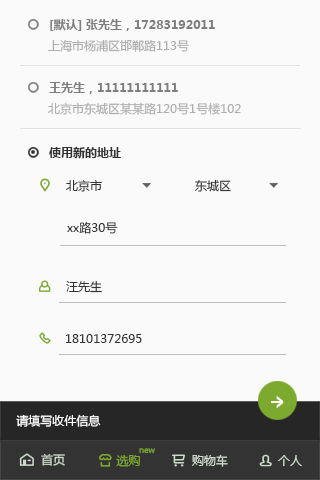 [默认] 张先生，17283192011
上海市杨浦区邯郸路113号
王先生，11111111111
北京市东城区某某路120号1号楼102
使用新的地址
北京市 东城区
xx路30号
汪先生
18101372695
请填写收件信息
首页 选购 new 购物车 个人